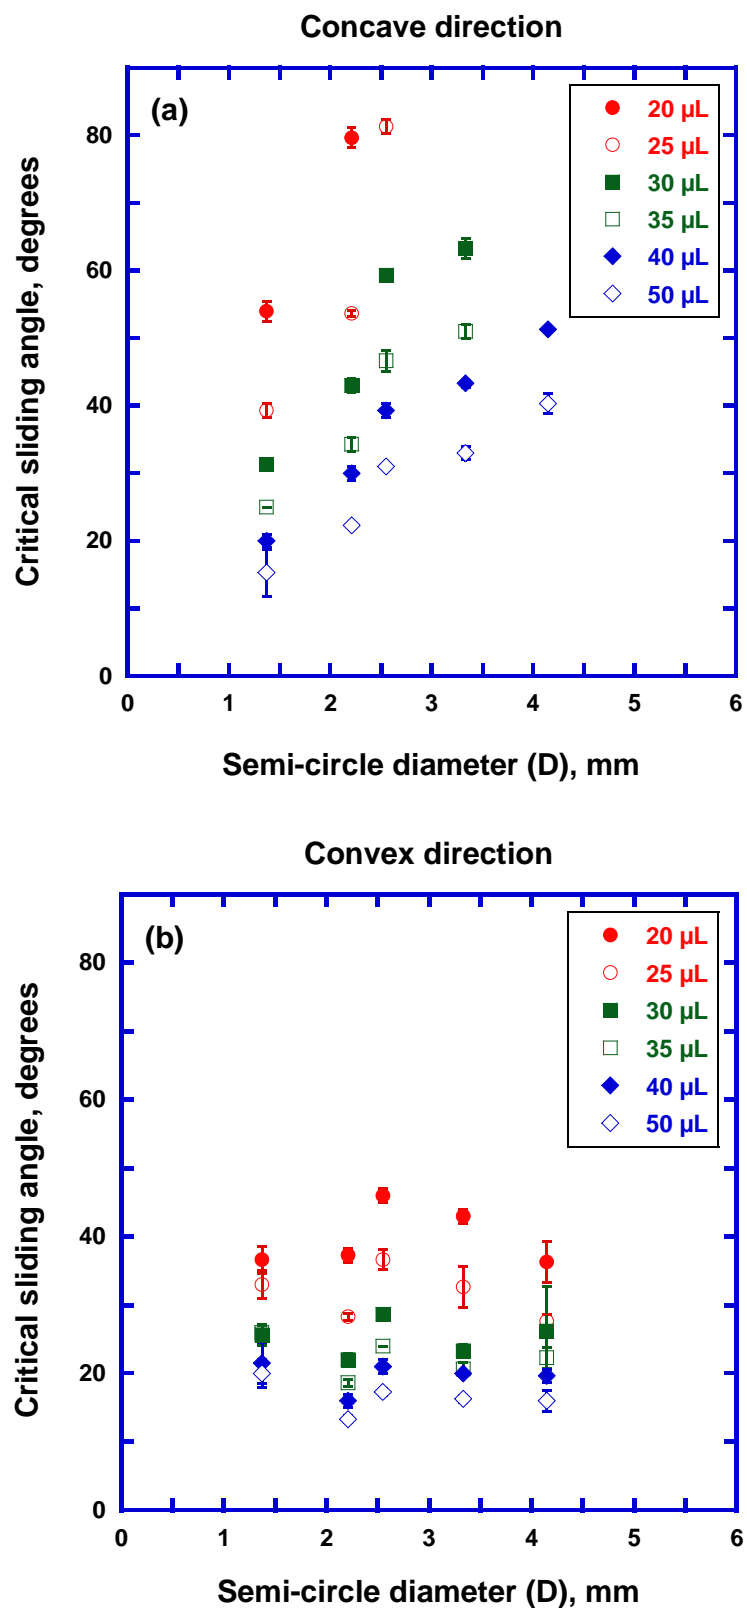 Concave direction
(a)
20 µL
25 µL
30 µL
35 µL
40 µL
50 µL
80
60
40
20
0
Critical sliding angle, degrees
0 1 2 3 4 5 6
Semi-circle diameter (D), mm
Convex direction
(b)
20 µL
25 µL
30 µL
35 µL
40 µL
50 µL
80
60
40
20
0
Critical sliding angle, degrees
0 1 2 3 4 5 6
Semi-circle diameter (D), mm